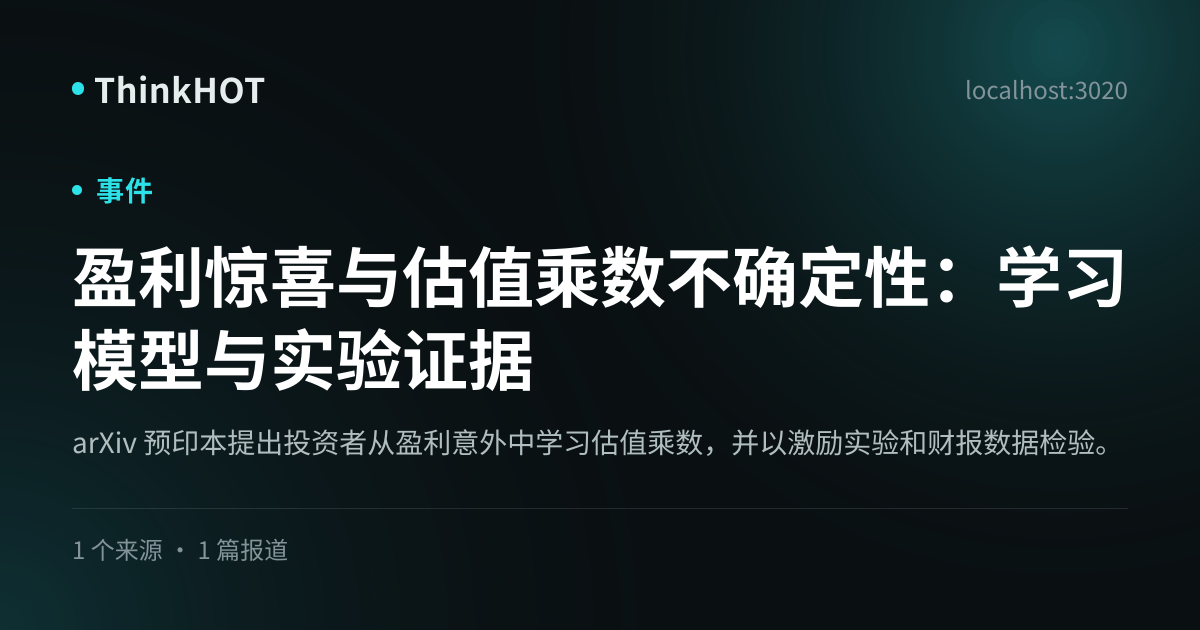 ThinkHOT
localhost:3020
事件
盈利惊喜与估值乘数不确定性：学习
模型与实验证据
arXiv 预印本提出投资者从盈利意外中学习估值乘数，并以激励实验和财报数据检验。
1 个来源 · 1 篇报道